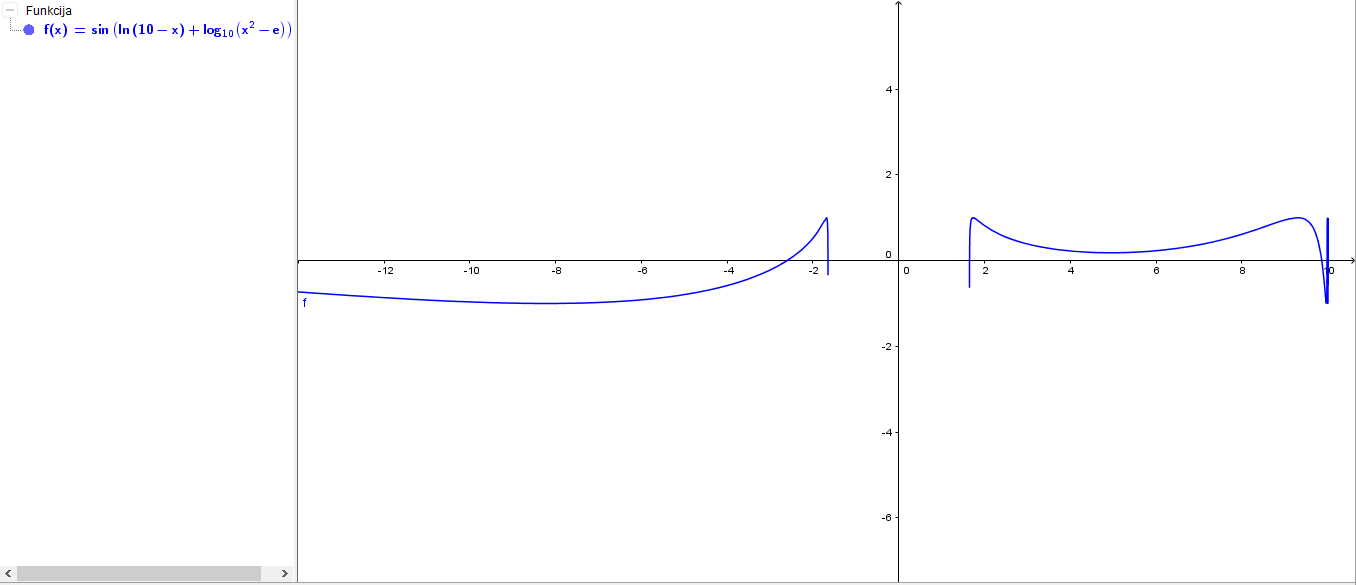 Funkcija
f(x) = sin (ln (10 − x) + log₁₀(x² − e))
4
2
0
-12 -10 -8 -6 -4 -2 0 2 4 6 8 10
f
-2
-4
-6